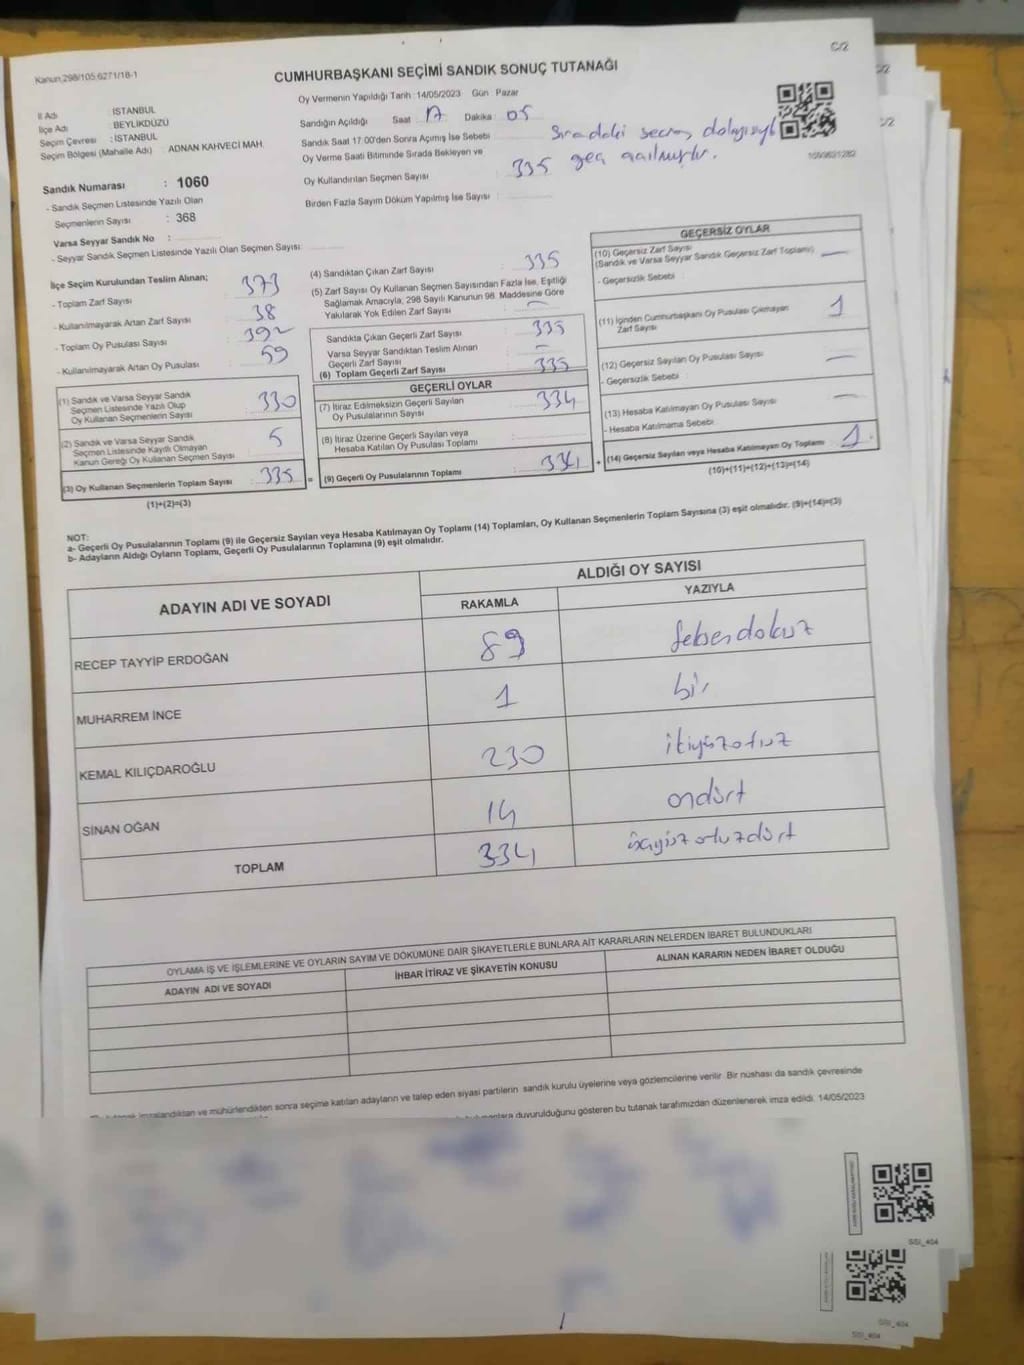 C/2
Kanun.298/105.6271/18-1
CUMHURBAŞKANI SEÇİMİ SANDIK SONUÇ TUTANAĞI
İl Adı : İSTANBUL
İlçe Adı : BEYLİKDÜZÜ
Seçim Çevresi : İSTANBUL
Seçim Bölgesi (Mahalle Adı) : ADNAN KAHVECİ MAH.
Sandık Numarası : 1060
- Sandık Seçmen Listesinde Yazılı Olan
Seçmenlerin Sayısı : 368
Varsa Seyyar Sandık No :
- Seyyar Sandık Seçmen Listesinde Yazılı Olan Seçmen Sayısı:
Oy Vermenin Yapıldığı Tarih :14/05/2023 Gün : Pazar
Sandığın Açıldığı Saat 17 Dakika 05
Sandık Saat 17:00'den Sonra Açımış İse Sebebi : Sıradaki seçmen dolayısıyla
geç açılmıştır.
Oy Verme Saati Bitiminde Sırada Bekleyen ve
Oy Kullandırılan Seçmen Sayısı : 335
Birden Fazla Sayım Döküm Yapılmış İse Sayısı :
İlçe Seçim Kurulundan Teslim Alınan;
- Toplam Zarf Sayısı : 373
- Kullanılmayarak Artan Zarf Sayısı : 38
- Toplam Oy Pusulası Sayısı : 392
- Kullanılmayarak Artan Oy Pusulası : 59
(1) Sandık ve Varsa Seyyar Sandık
Seçmen Listesinde Yazılı Olup
Oy Kullanan Seçmenlerin Sayısı : 330
(2) Sandık ve Varsa Seyyar Sandık
Seçmen Listesinde Kayıtlı Olmayan
Kanun Gereği Oy Kullanan Seçmen Sayısı : 5
(3) Oy Kullanan Seçmenlerin Toplam Sayısı : 335
(1)+(2)=(3)
(4) Sandıktan Çıkan Zarf Sayısı : 335
(5) Zarf Sayısı Oy Kullanan Seçmen Sayısından Fazla İse, Eşitliği
Sağlamak Amacıyla, 298 Sayılı Kanunun 98. Maddesine Göre
Yakılarak Yok Edilen Zarf Sayısı : —
Sandıkta Çıkan Geçerli Zarf Sayısı : 335
Varsa Seyyar Sandıktan Teslim Alınan
Geçerli Zarf Sayısı : —
(6) Toplam Geçerli Zarf Sayısı : 335
GEÇERLİ OYLAR
(7) İtiraz Edilmeksizin Geçerli Sayılan
Oy Pusulalarının Sayısı : 334
(8) İtiraz Üzerine Geçerli Sayılan veya
Hesaba Katılan Oy Pusulası Toplamı :
= (9) Geçerli Oy Pusulalarının Toplamı : 334
GEÇERSİZ OYLAR
(10) Geçersiz Zarf Sayısı
(Sandık ve Varsa Seyyar Sandık Geçersiz Zarf Toplamı) : —
- Geçersizlik Sebebi :
(11) İçinden Cumhurbaşkanı Oy Pusulası Çıkmayan
Zarf Sayısı : 1
(12) Geçersiz Sayılan Oy Pusulası Sayısı : —
- Geçersizlik Sebebi :
(13) Hesaba Katılmayan Oy Pusulası Sayısı : —
- Hesaba Katılmama Sebebi:
+ (14) Geçersiz Sayılan veya Hesaba Katılmayan Oy Toplamı : 1
(10)+(11)+(12)+(13)=(14)
NOT:
a- Geçerli Oy Pusulalarının Toplamı (9) ile Geçersiz Sayılan veya Hesaba Katılmayan Oy Toplamı (14) Toplamları, Oy Kullanan Seçmenlerin Toplam Sayısına (3) eşit olmalıdır. (9)+(14)=(3)
b- Adayların Aldığı Oyların Toplamı, Geçerli Oy Pusulalarının Toplamına (9) eşit olmalıdır.
ADAYIN ADI VE SOYADI ALDIĞI OY SAYISI
RAKAMLA YAZIYLA
RECEP TAYYİP ERDOĞAN 89 seksendokuz
MUHARREM İNCE 1 bir
KEMAL KILIÇDAROĞLU 230 ikiyüzotuz
SİNAN OĞAN 14 ondört
TOPLAM 334 üçyüzotuzdört
OYLAMA İŞ VE İŞLEMLERİNE VE OYLARIN SAYIM VE DÖKÜMÜNE DAİR ŞİKAYETLERLE BUNLARA AİT KARARLARIN NELERDEN İBARET BULUNDUKLARI
ADAYIN ADI VE SOYADI İHBAR İTİRAZ VE ŞİKAYETİN KONUSU ALINAN KARARIN NEDEN İBARET OLDUĞU
tutanak imzalandıktan ve mühürlendikten sonra seçime katılan adayların ve talep eden siyasi partilerin sandık kurulu üyelerine veya gözlemcilerine verilir. Bir nüshası da sandık çevresinde
duyurulduğunu gösteren bu tutanak tarafımızdan düzenlenerek imza edildi. 14/05/2023
SSİ_404
SSİ_404
SSİ_404